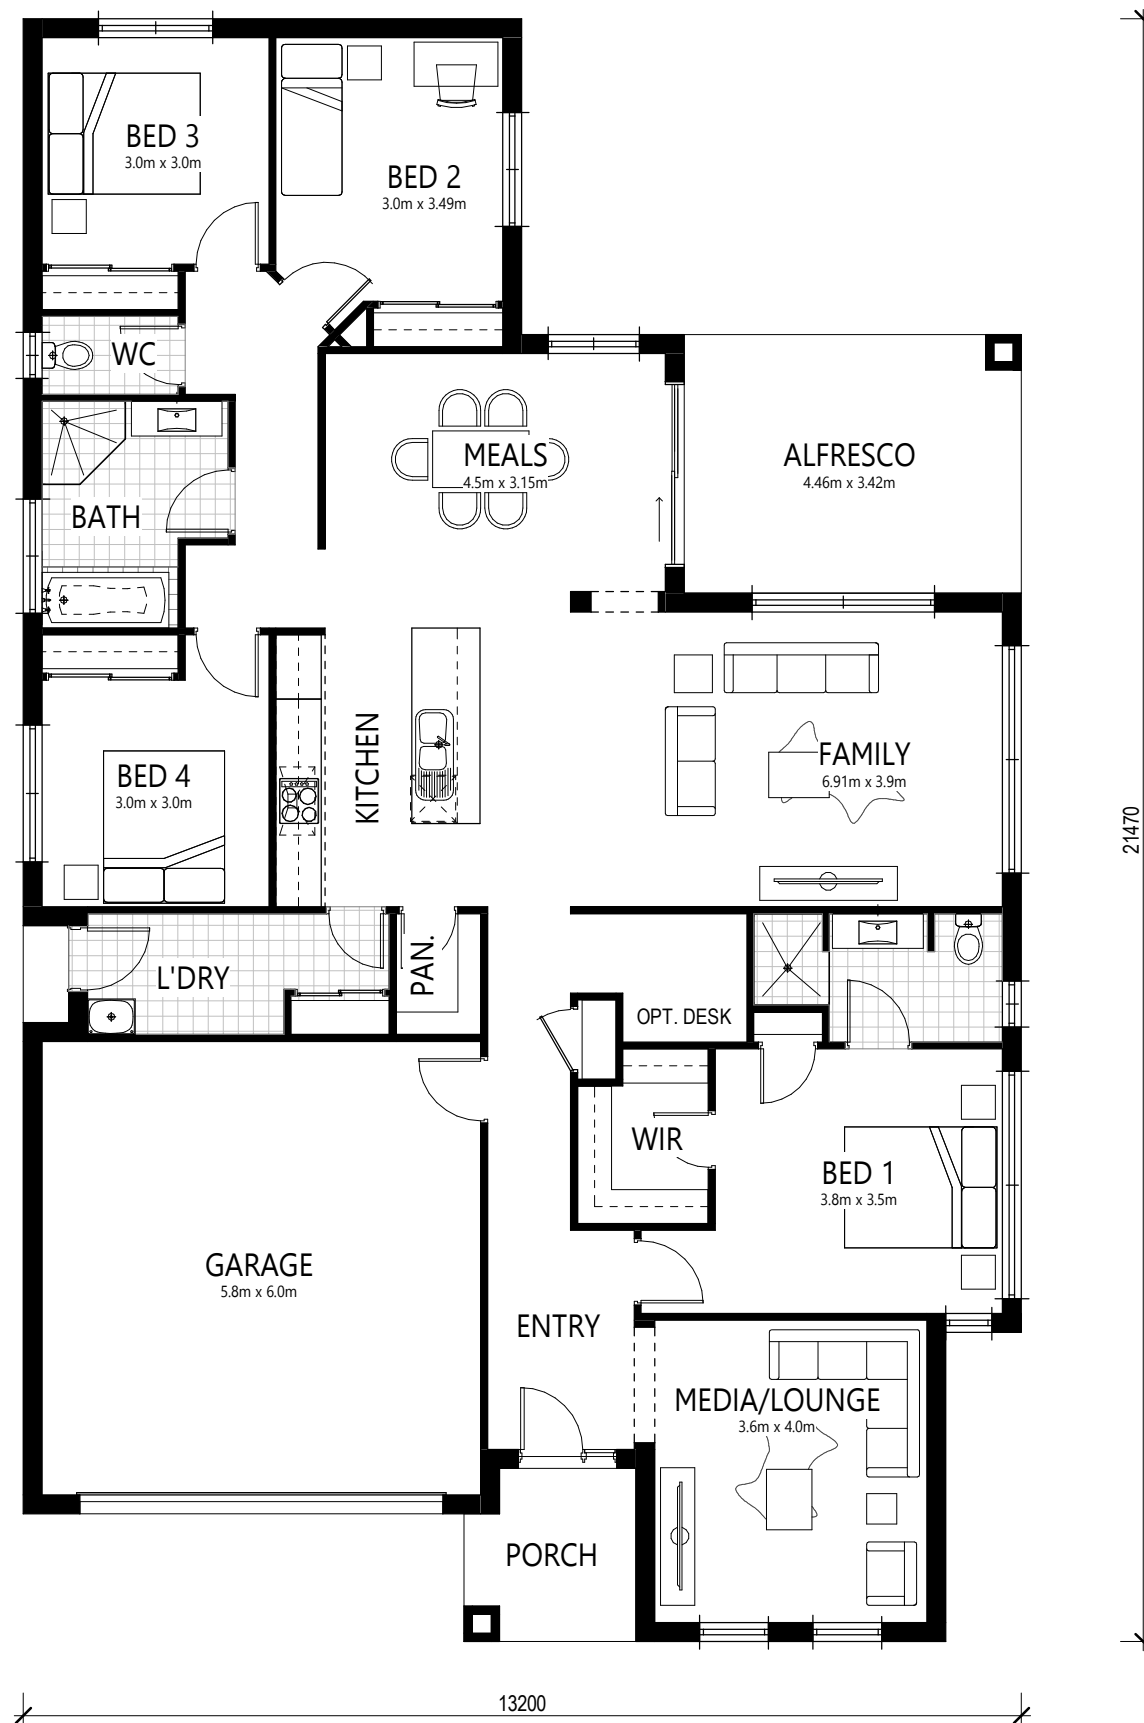 BED 3
3.0m x 3.0m
BED 2
3.0m x 3.49m
WC
MEALS
4.5m x 3.15m
ALFRESCO
4.46m x 3.42m
BATH
KITCHEN
FAMILY
6.91m x 3.9m
BED 4
3.0m x 3.0m
21470
L'DRY
PAN.
OPT. DESK
WIR
BED 1
3.8m x 3.5m
GARAGE
5.8m x 6.0m
ENTRY
MEDIA/LOUNGE
3.6m x 4.0m
PORCH
13200